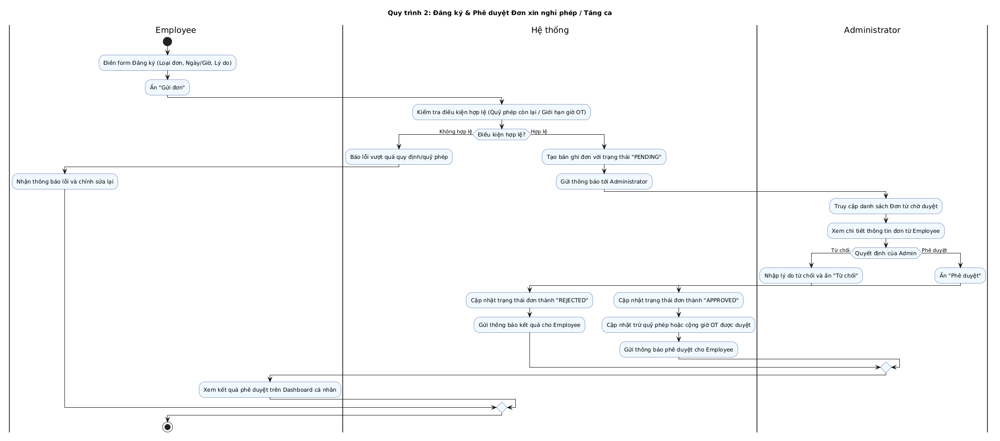 Quy trình 2: Đăng ký & Phê duyệt Đơn xin nghỉ phép / Tăng ca
Employee
Hệ thống
Administrator
Điền form Đăng ký (Loại đơn, Ngày/Giờ, Lý do)
Ấn "Gửi đơn"
Kiểm tra điều kiện hợp lệ (Quỹ phép còn lại / Giới hạn giờ OT)
Không hợp lệ
Điều kiện hợp lệ?
Hợp lệ
Báo lỗi vượt quá quy định/quỹ phép
Tạo bản ghi đơn với trạng thái "PENDING"
Nhận thông báo lỗi và chỉnh sửa lại
Gửi thông báo tới Administrator
Truy cập danh sách Đơn từ chờ duyệt
Xem chi tiết thông tin đơn từ Employee
Từ chối
Quyết định của Admin
Phê duyệt
Nhập lý do từ chối và ấn "Từ chối"
Ấn "Phê duyệt"
Cập nhật trạng thái đơn thành "REJECTED"
Cập nhật trạng thái đơn thành "APPROVED"
Gửi thông báo kết quả cho Employee
Cập nhật trừ quỹ phép hoặc cộng giờ OT được duyệt
Gửi thông báo phê duyệt cho Employee
Xem kết quả phê duyệt trên Dashboard cá nhân